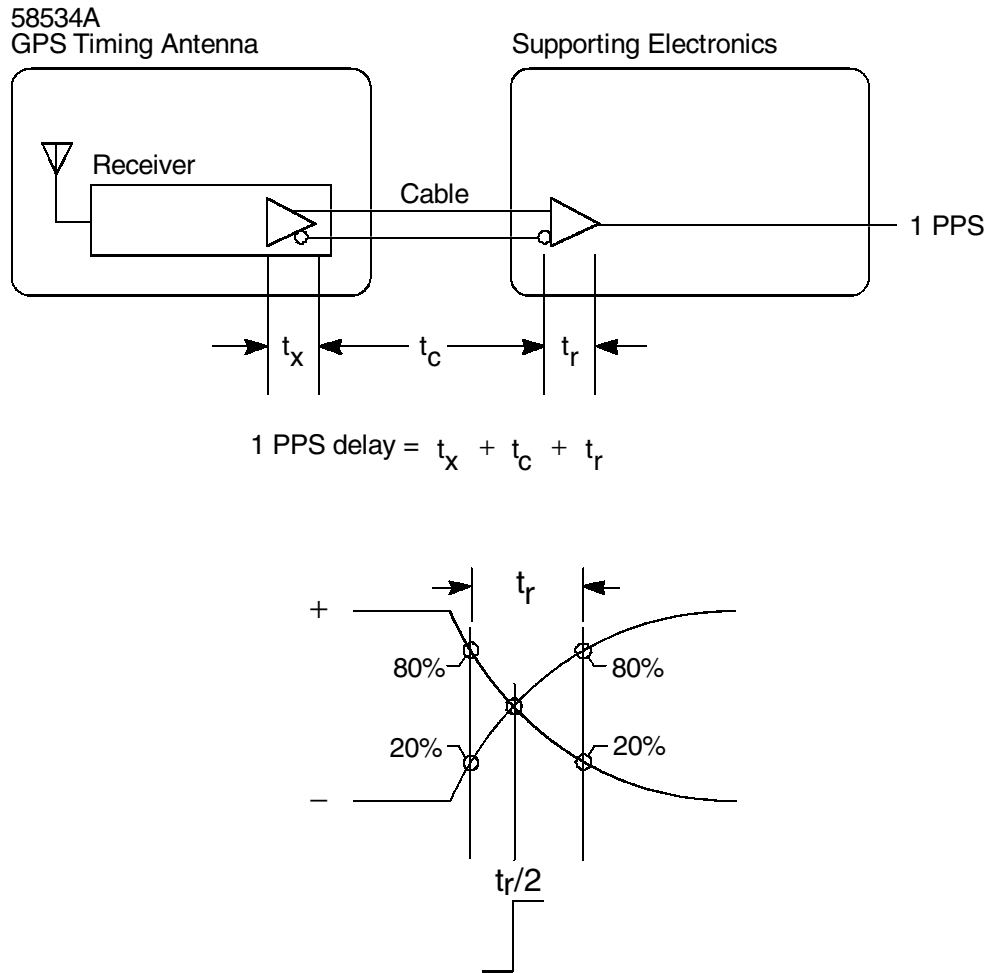 58534A
GPS Timing Antenna
Supporting Electronics
Receiver
Cable
1 PPS
tx
tc
tr
1 PPS delay = tx + tc + tr
tr
+
80%
80%
20%
20%
−
tr/2